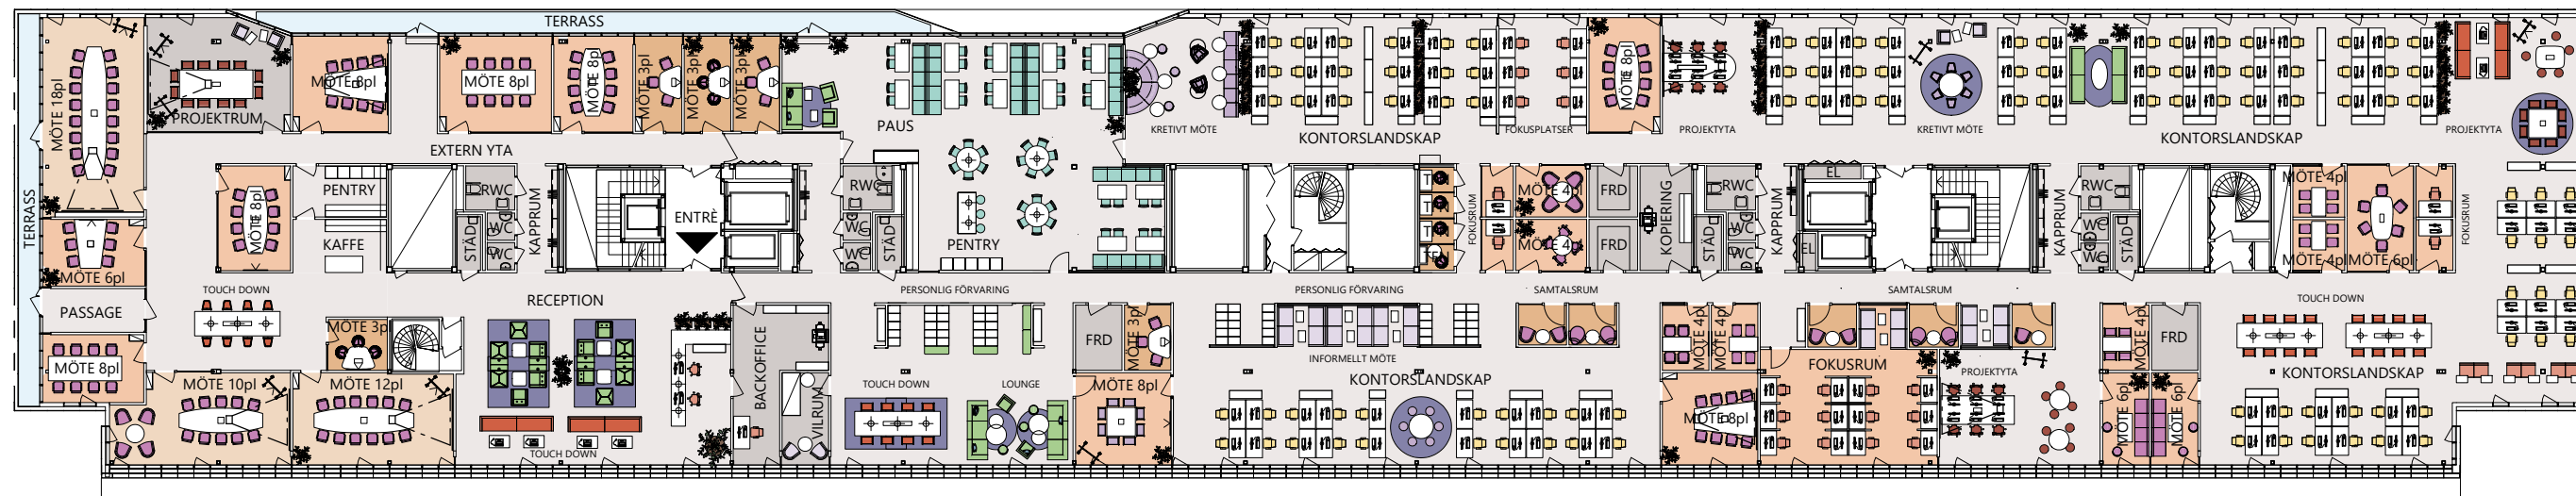 TERRASS
MÖTE 18pl
PROJEKTRUM
MÖTE 8pl
MÖTE 8pl
MÖTE 8pl
MÖTE 3pl
MÖTE 3pl
MÖTE 3pl
PAUS
EXTERN YTA
KRETIVT MÖTE
KONTORSLANDSKAP
FOKUSPLATSER
MÖTE 8pl
PROJEKTYTA
KRETIVT MÖTE
KONTORSLANDSKAP
PROJEKTYTA
TERRASS
MÖTE 8pl
PENTRY
KAFFE
RWC
WC
WC
STÄD
KAPPRUM
ENTRÈ
RWC
WC
WC
STÄD
PENTRY
FOKUSRUM
MÖTE 4pl
MÖTE 4pl
FRD
FRD
KOPIERING
RWC
WC
WC
STÄD
KAPPRUM
EL
EL
KAPPRUM
RWC
WC
WC
STÄD
MÖTE 4pl
MÖTE 4pl
MÖTE 6pl
FOKUSRUM
MÖTE 6pl
PASSAGE
TOUCH DOWN
RECEPTION
PERSONLIG FÖRVARING
PERSONLIG FÖRVARING
SAMTALSRUM
SAMTALSRUM
TOUCH DOWN
MÖTE 8pl
MÖTE 3pl
MÖTE 10pl
MÖTE 12pl
TOUCH DOWN
BACKOFFICE
VILRUM
TOUCH DOWN
LOUNGE
FRD
MÖTE 3pl
MÖTE 8pl
INFORMELLT MÖTE
KONTORSLANDSKAP
MÖTE 4pl
MÖTE 4pl
MÖTE 8pl
FOKUSRUM
PROJEKTYTA
MÖTE 4pl
FRD
MÖTE 6pl
MÖTE 6pl
KONTORSLANDSKAP